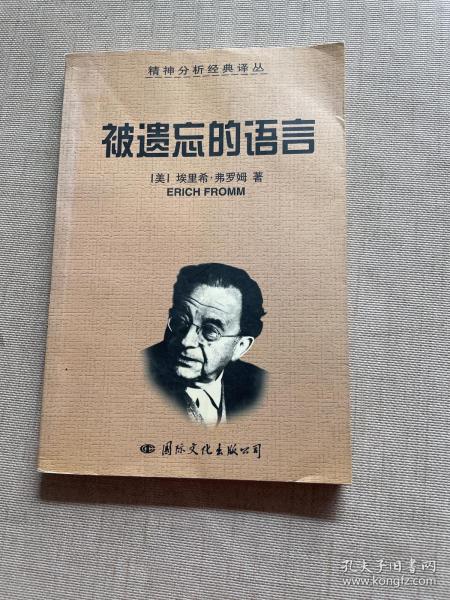 精神分析经典译丛
被遗忘的语言
[美] 埃里希·弗罗姆 著
ERICH FROMM
国际文化出版公司
孔夫子旧书网
www.kongfz.com